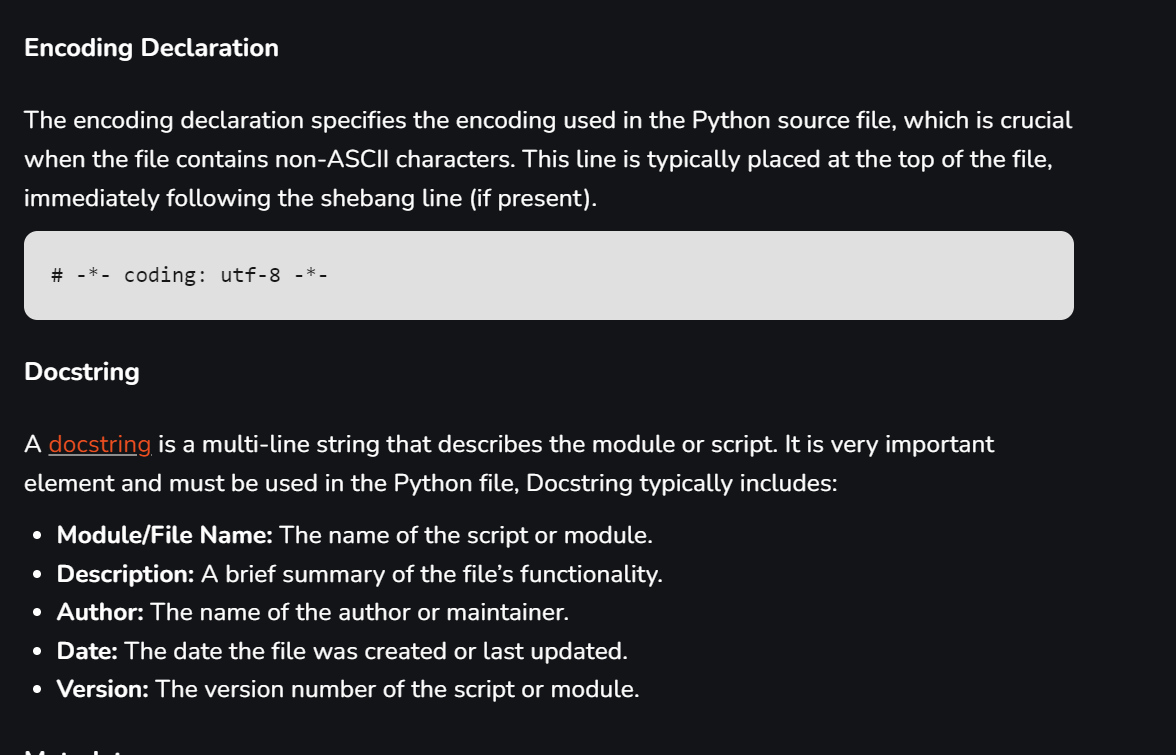 Encoding Declaration
The encoding declaration specifies the encoding used in the Python source file, which is crucial
when the file contains non-ASCII characters. This line is typically placed at the top of the file,
immediately following the shebang line (if present).
# -*- coding: utf-8 -*-
Docstring
A docstring is a multi-line string that describes the module or script. It is very important
element and must be used in the Python file, Docstring typically includes:
• Module/File Name: The name of the script or module.
• Description: A brief summary of the file’s functionality.
• Author: The name of the author or maintainer.
• Date: The date the file was created or last updated.
• Version: The version number of the script or module.